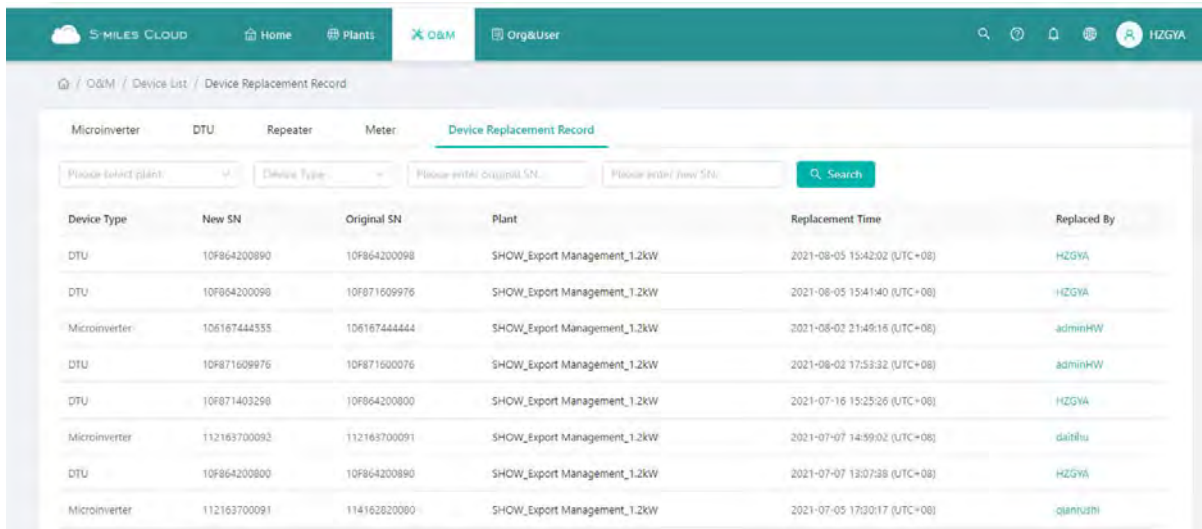 S-MILES CLOUD Home Plants O&M Org&User HZGYA
/ O&M / Device List / Device Replacement Record
Microinverter DTU Repeater Meter Device Replacement Record
Please select plant Device Type Please enter original SN. Please enter new SN. Search
Device Type New SN Original SN Plant Replacement Time Replaced By
DTU 10F864200890 10F864200098 SHOW_Export Management_1.2kW 2021-08-05 15:42:02 (UTC+08) HZGYA
DTU 10F864200098 10F871609976 SHOW_Export Management_1.2kW 2021-08-05 15:41:40 (UTC+08) HZGYA
Microinverter 106167444555 106167444444 SHOW_Export Management_1.2kW 2021-08-02 21:49:16 (UTC+08) adminHW
DTU 10F871609976 10F871600076 SHOW_Export Management_1.2kW 2021-08-02 17:53:32 (UTC+08) adminHW
DTU 10F871403298 10F864200800 SHOW_Export Management_1.2kW 2021-07-16 15:25:26 (UTC+08) HZGYA
Microinverter 112163700092 112163700091 SHOW_Export Management_1.2kW 2021-07-07 14:59:02 (UTC+08) daitihu
DTU 10F864200800 10F864200890 SHOW_Export Management_1.2kW 2021-07-07 13:07:38 (UTC+08) HZGYA
Microinverter 112163700091 114162820080 SHOW_Export Management_1.2kW 2021-07-05 17:30:17 (UTC+08) qianrushi